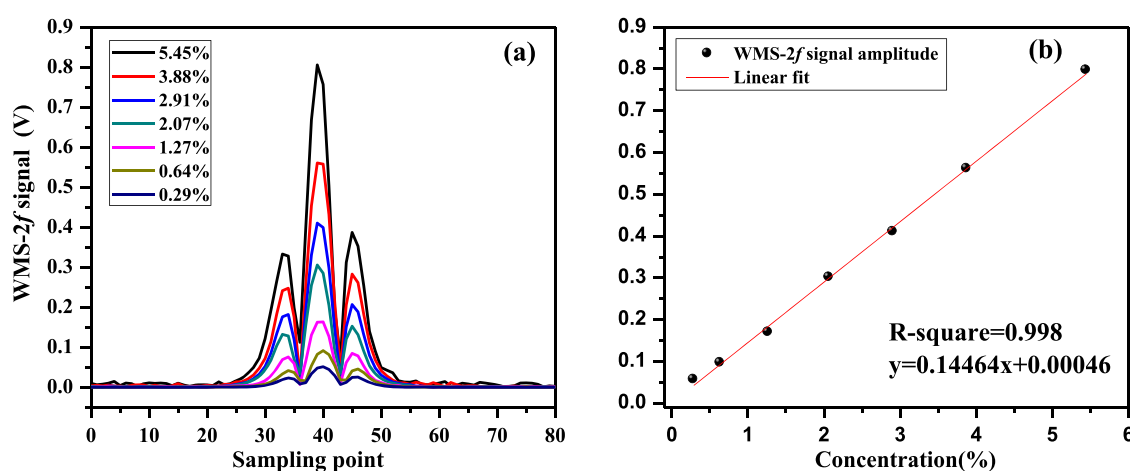 (a)
5.45%
3.88%
2.91%
2.07%
1.27%
0.64%
0.29%
WMS-2f signal (V)
0.9
0.8
0.7
0.6
0.5
0.4
0.3
0.2
0.1
0.0
0 10 20 30 40 50 60 70 80
Sampling point
(b)
WMS-2f signal amplitude
Linear fit
0.9
0.8
0.7
0.6
0.5
0.4
0.3
0.2
0.1
0.0
R-square=0.998
y=0.14464x+0.00046
0 1 2 3 4 5 6
Concentration(%)